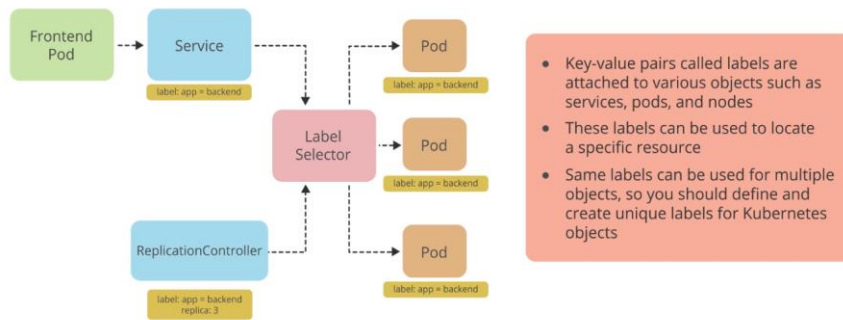 Frontend
Pod
Service
label: app = backend
Label
Selector
ReplicationController
label: app = backend
replica: 3
Pod
label: app = backend
Pod
label: app = backend
Pod
label: app = backend
• Key-value pairs called labels are
attached to various objects such as
services, pods, and nodes
• These labels can be used to locate
a specific resource
• Same labels can be used for multiple
objects, so you should define and
create unique labels for Kubernetes
objects